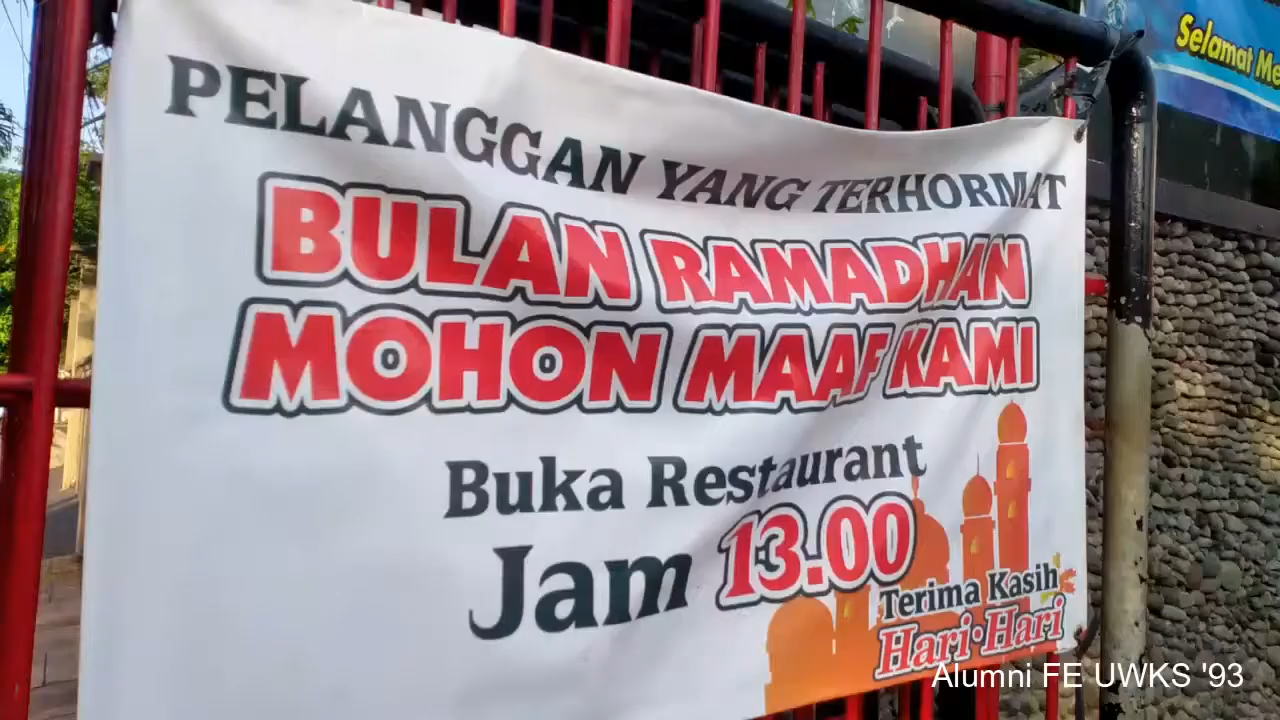 PELANGGAN YANG TERHORMAT
BULAN RAMADHAN
MOHON MAAF KAMI
Buka Restaurant
Jam 13.00
Terima Kasih
Hari-Hari
Selamat
Alumni FE UWKS '93